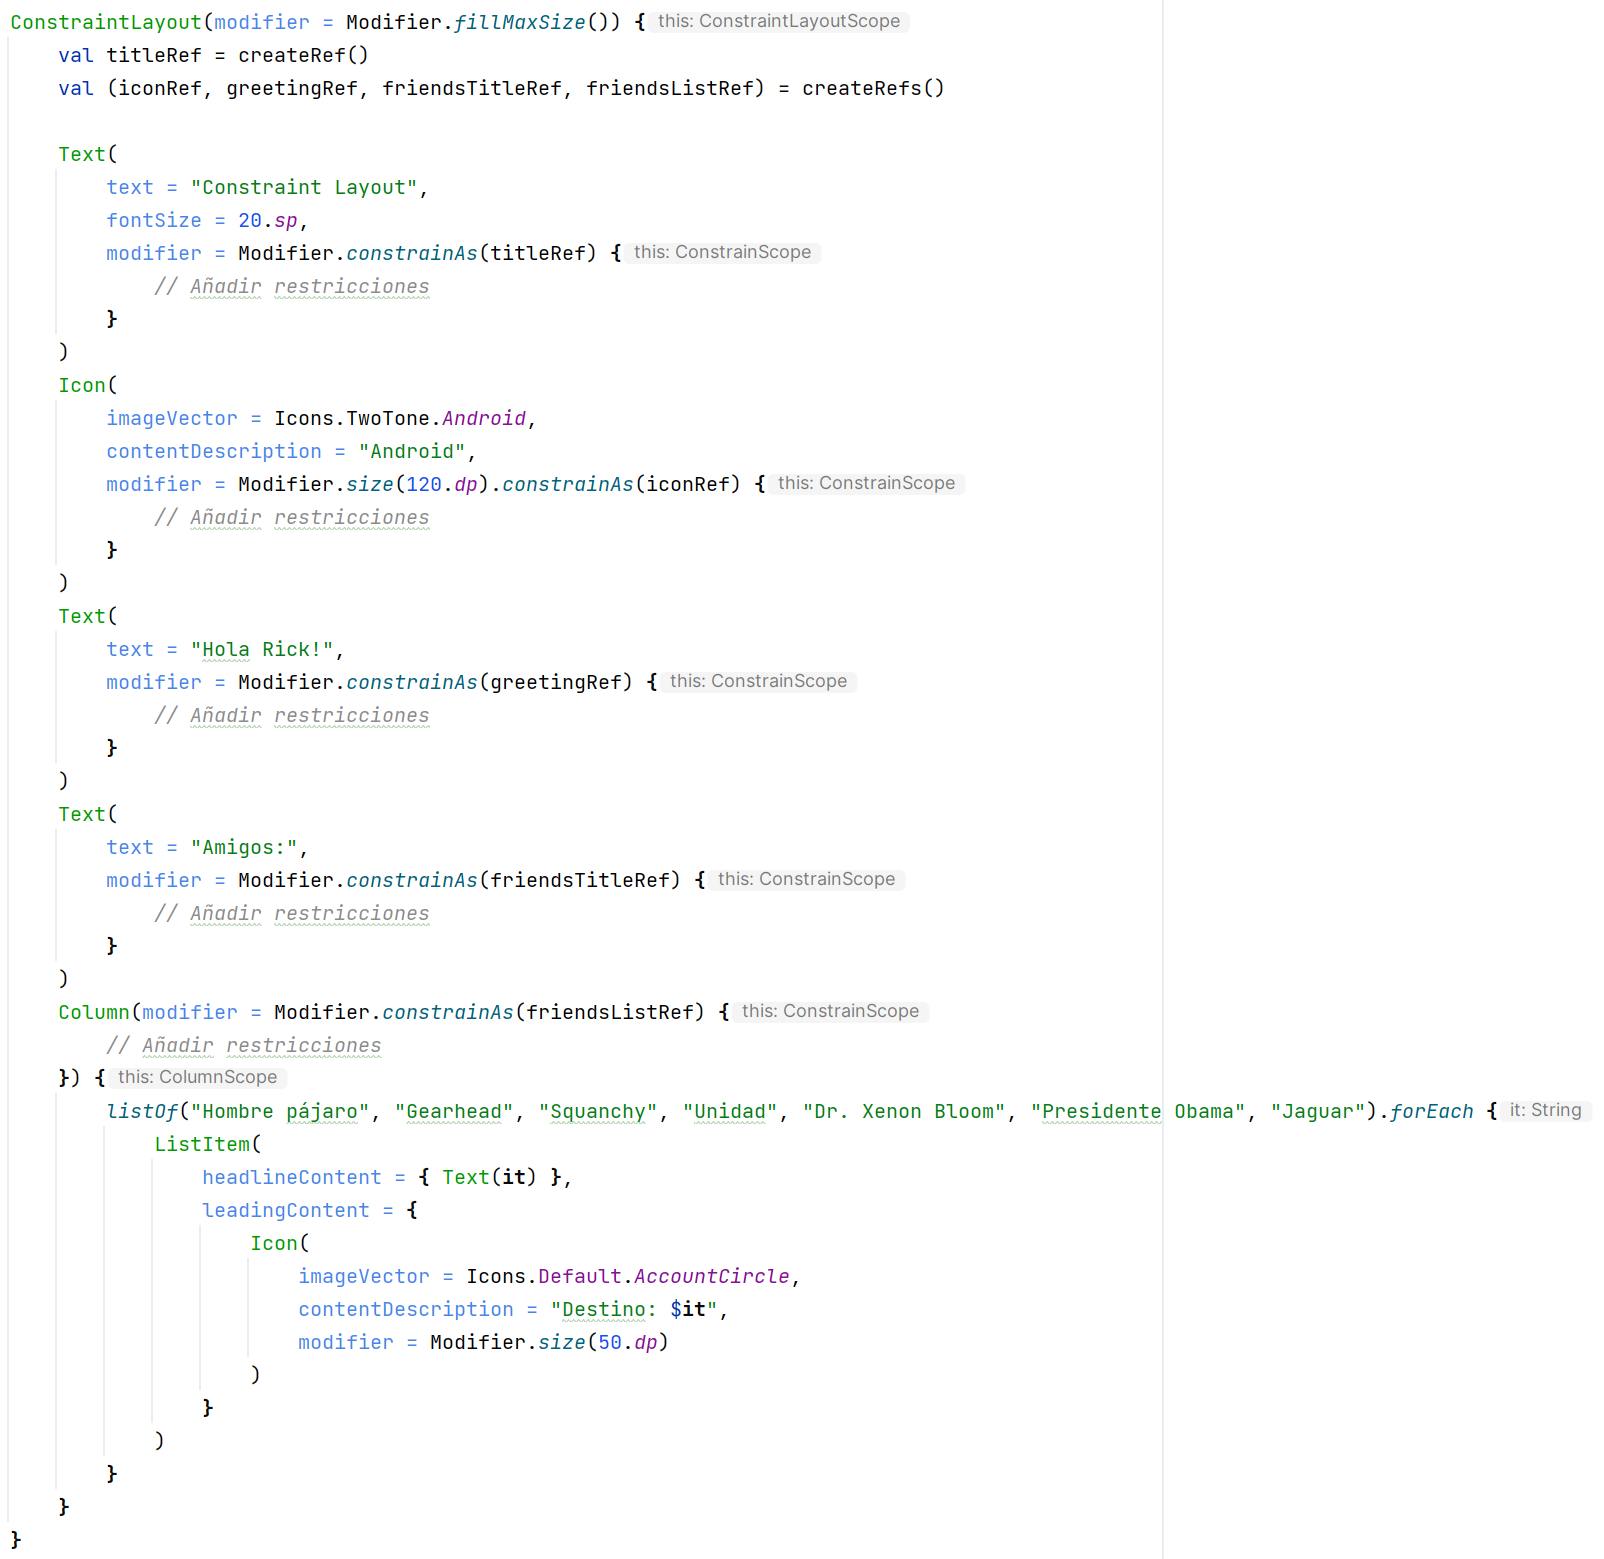 ConstraintLayout(modifier = Modifier.fillMaxSize()) { this: ConstraintLayoutScope
    val titleRef = createRef()
    val (iconRef, greetingRef, friendsTitleRef, friendsListRef) = createRefs()

    Text(
        text = "Constraint Layout",
        fontSize = 20.sp,
        modifier = Modifier.constrainAs(titleRef) { this: ConstrainScope
            // Añadir restricciones
        }
    )
    Icon(
        imageVector = Icons.TwoTone.Android,
        contentDescription = "Android",
        modifier = Modifier.size(120.dp).constrainAs(iconRef) { this: ConstrainScope
            // Añadir restricciones
        }
    )
    Text(
        text = "Hola Rick!",
        modifier = Modifier.constrainAs(greetingRef) { this: ConstrainScope
            // Añadir restricciones
        }
    )
    Text(
        text = "Amigos:",
        modifier = Modifier.constrainAs(friendsTitleRef) { this: ConstrainScope
            // Añadir restricciones
        }
    )
    Column(modifier = Modifier.constrainAs(friendsListRef) { this: ConstrainScope
        // Añadir restricciones
    }) { this: ColumnScope
        listOf("Hombre pájaro", "Gearhead", "Squanchy", "Unidad", "Dr. Xenon Bloom", "Presidente Obama", "Jaguar").forEach { it: String
            ListItem(
                headlineContent = { Text(it) },
                leadingContent = {
                    Icon(
                        imageVector = Icons.Default.AccountCircle,
                        contentDescription = "Destino: $it",
                        modifier = Modifier.size(50.dp)
                    )
                }
            )
        }
    }
}